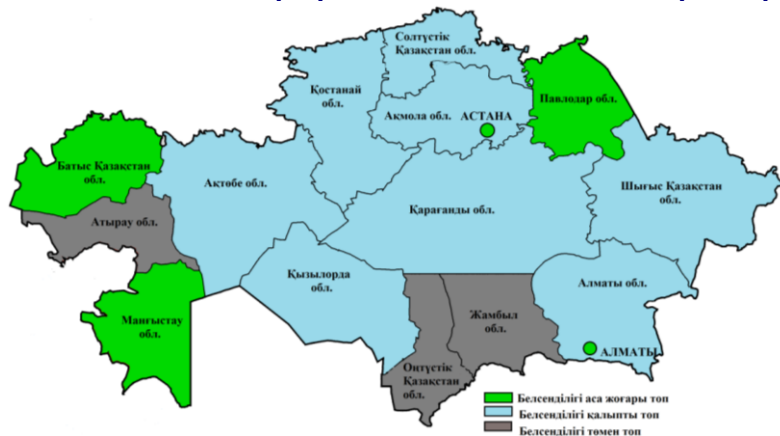 Солтүстік
Қазақстан обл.
Қостанай
обл.
Павлодар обл.
Ақмола обл.
АСТАНА
Батыс Қазақстан
обл.
Ақтөбе обл.
Шығыс Қазақстан
обл.
Атырау обл.
Қарағанды обл.
Қызылорда
обл.
Алматы обл.
Маңғыстау
обл.
Жамбыл
обл.
АЛМАТЫ
Оңтүстік
Қазақстан
обл.
Белсенділігі аса жоғары топ
Белсенділігі қалыпты топ
Белсенділігі төмен топ